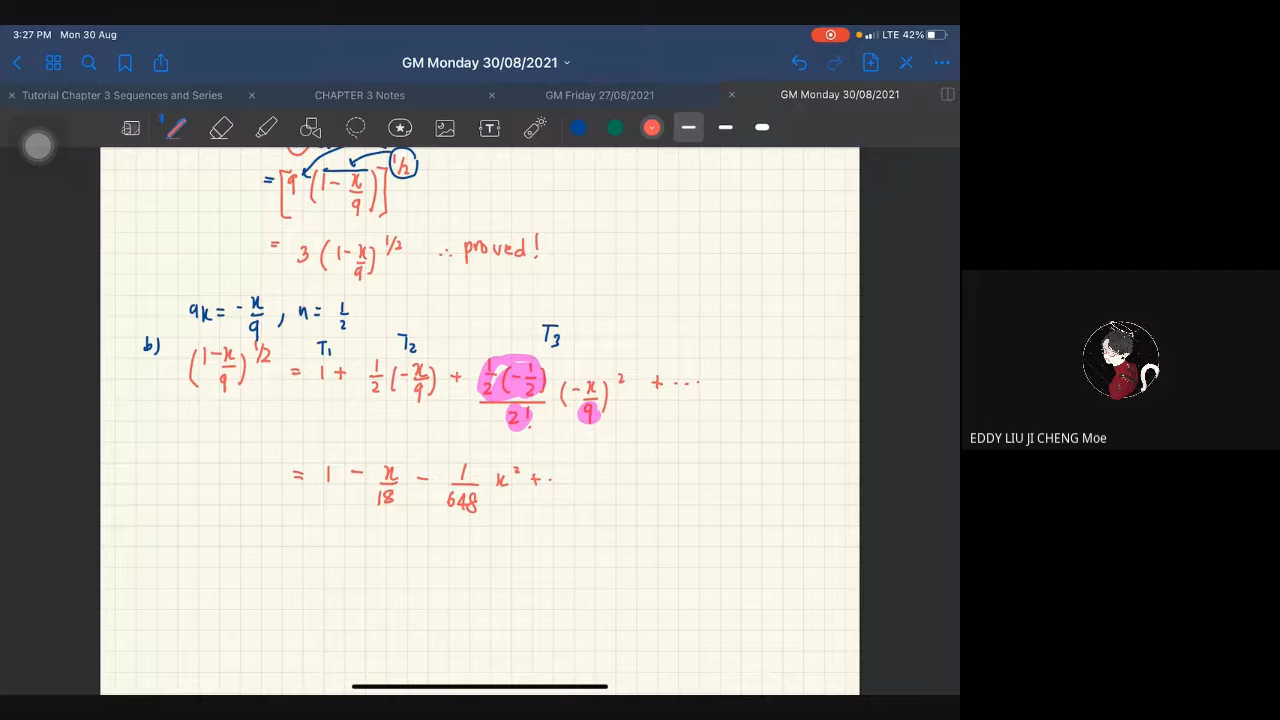 3:27 PM Mon 30 Aug
LTE 42%
GM Monday 30/08/2021
Tutorial Chapter 3 Sequences and Series
CHAPTER 3 Notes
GM Friday 27/08/2021
GM Monday 30/08/2021
= [9 (1 - x/9)]^1/2
= 3 (1 - x/9)^1/2 ∴ proved!
ax = -x/9 , n = 1/2
T1 T2 T3
b) (1-x/9)^1/2 = 1 + 1/2 (-x/9) + 1/2(-1/2)/2! (-x/9)^2 + ...
= 1 - x/18 - 1/648 x^2 + ..
EDDY LIU JI CHENG Moe